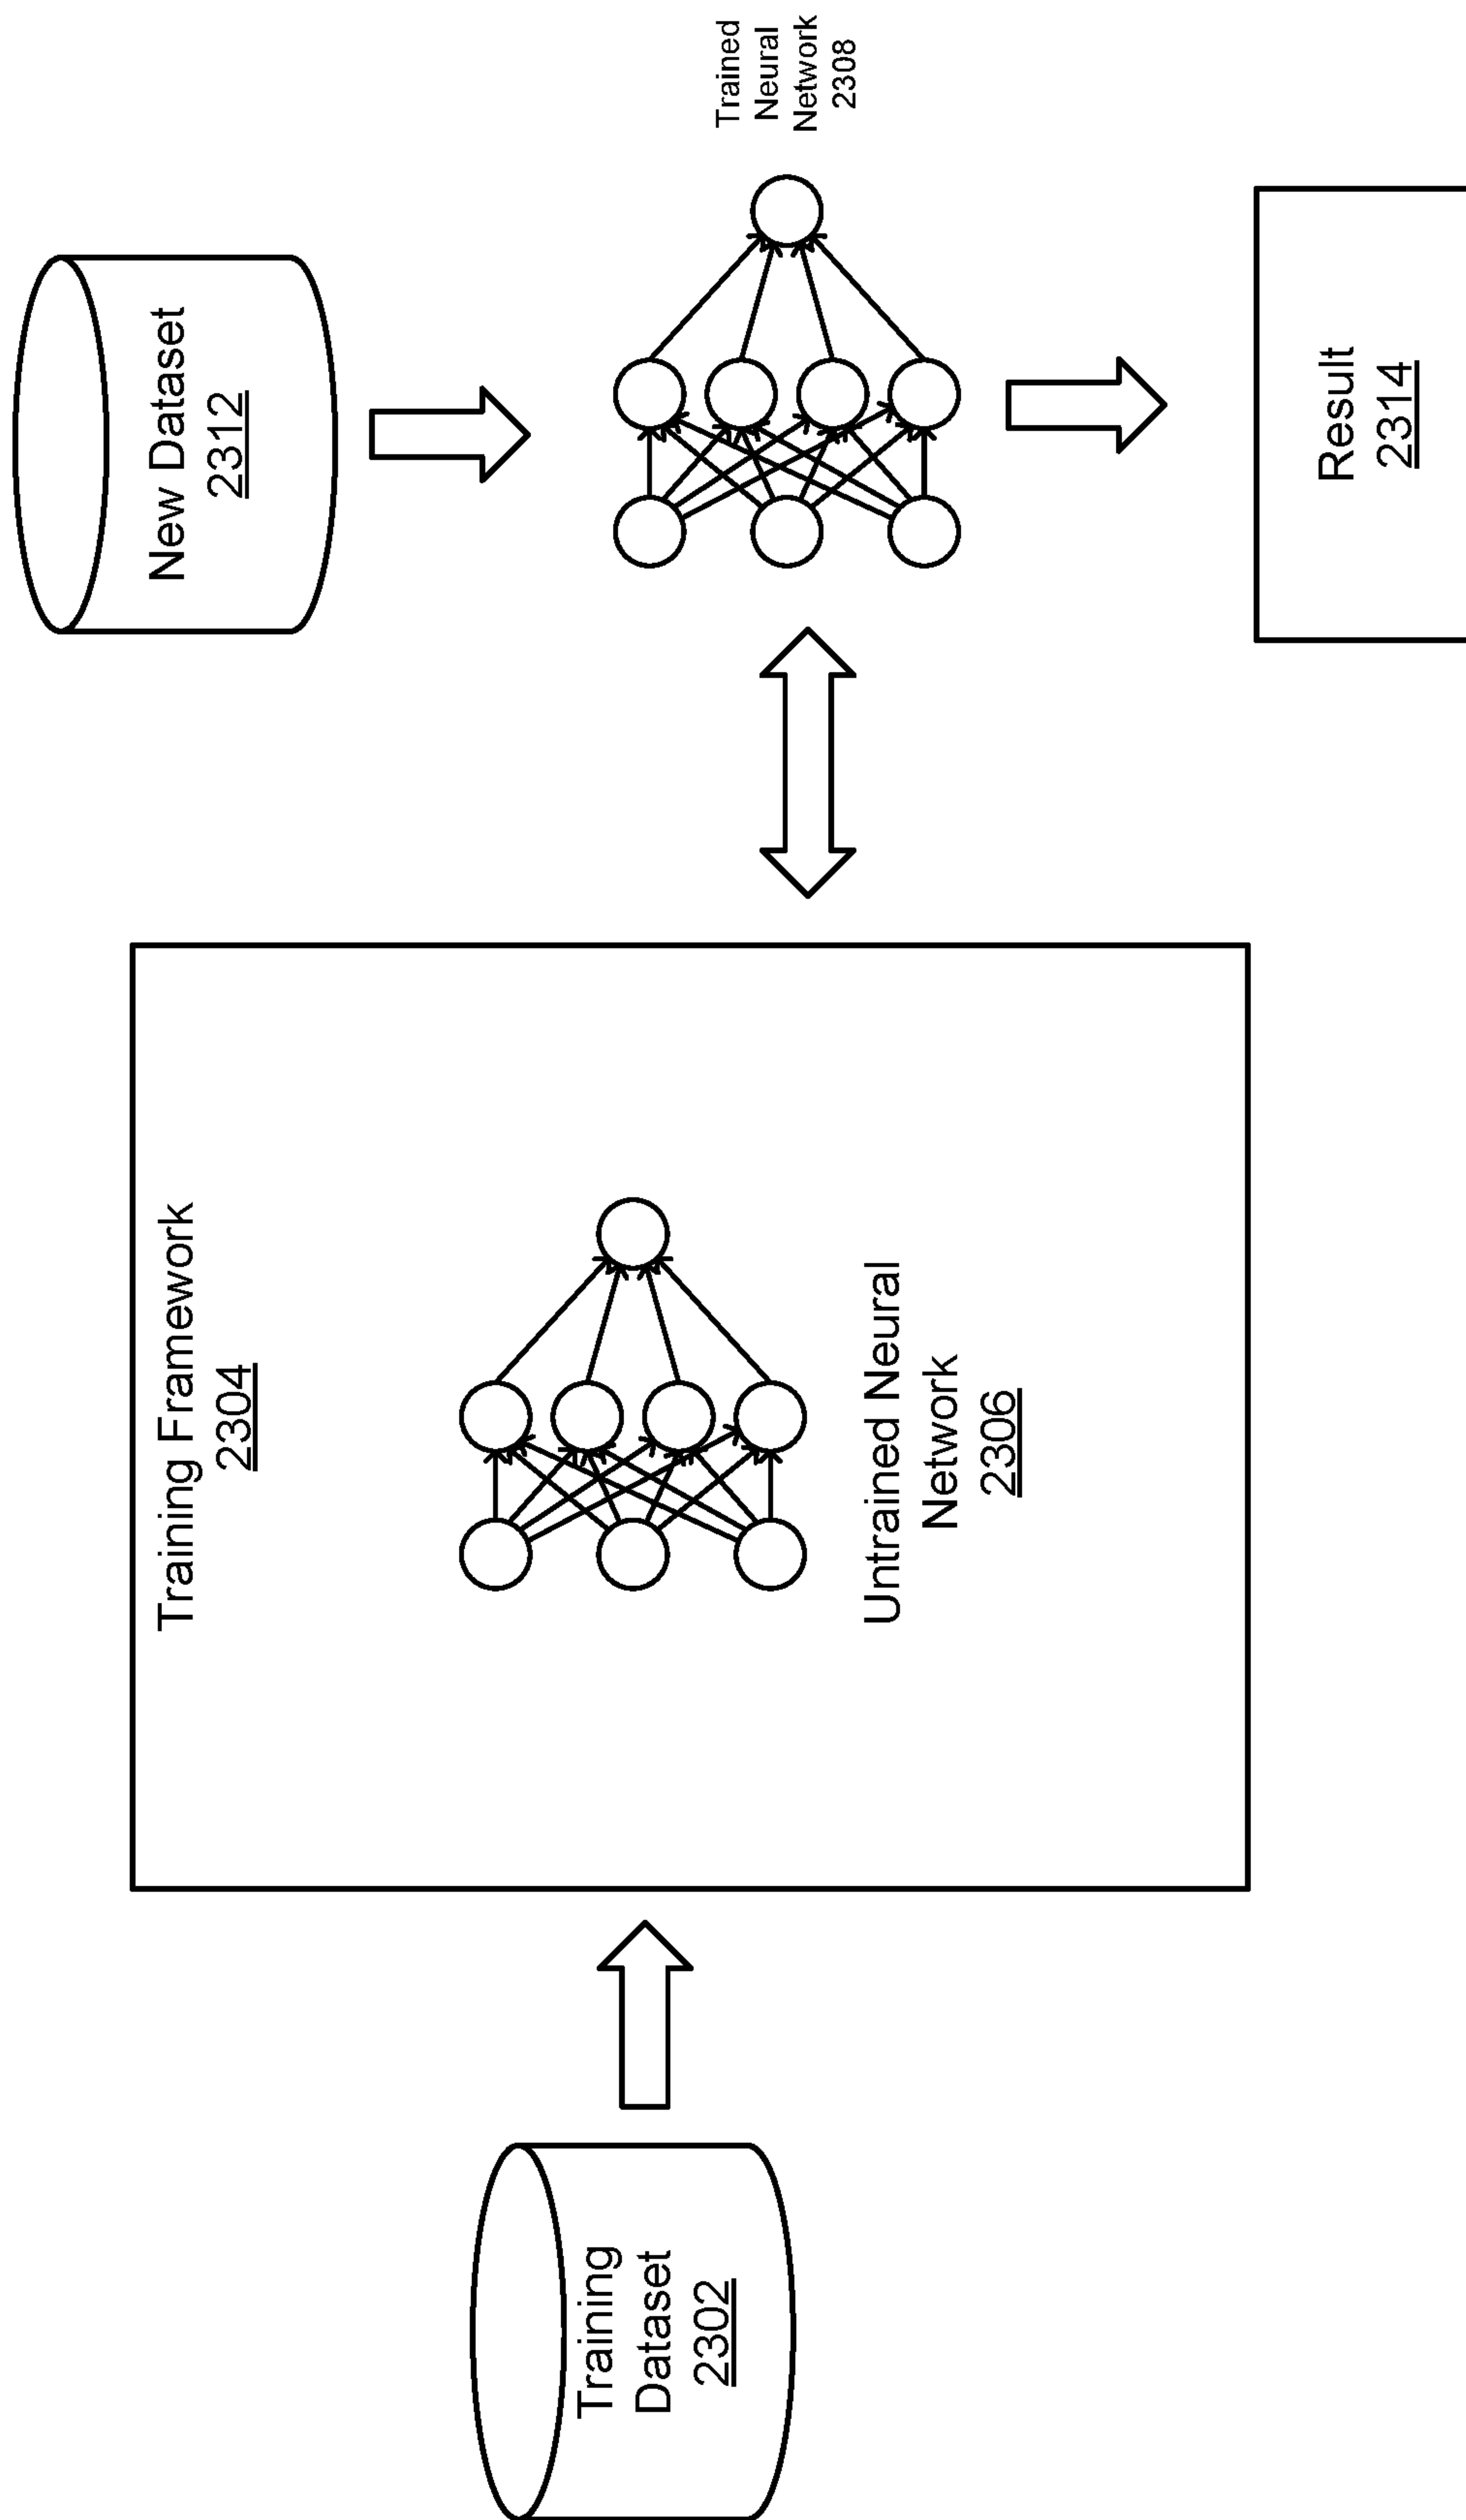 Training
Dataset
2302
Training Framework
2304
Untrained Neural
Network
2306
New Dataset
2312
Trained
Neural
Network
2308
Result
2314